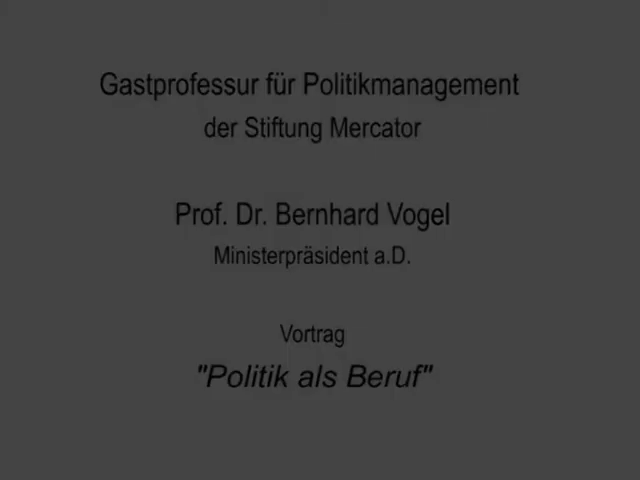 Gastprofessur für Politikmanagement
der Stiftung Mercator
Prof. Dr. Bernhard Vogel
Ministerpräsident a.D.
Vortrag
"Politik als Beruf"